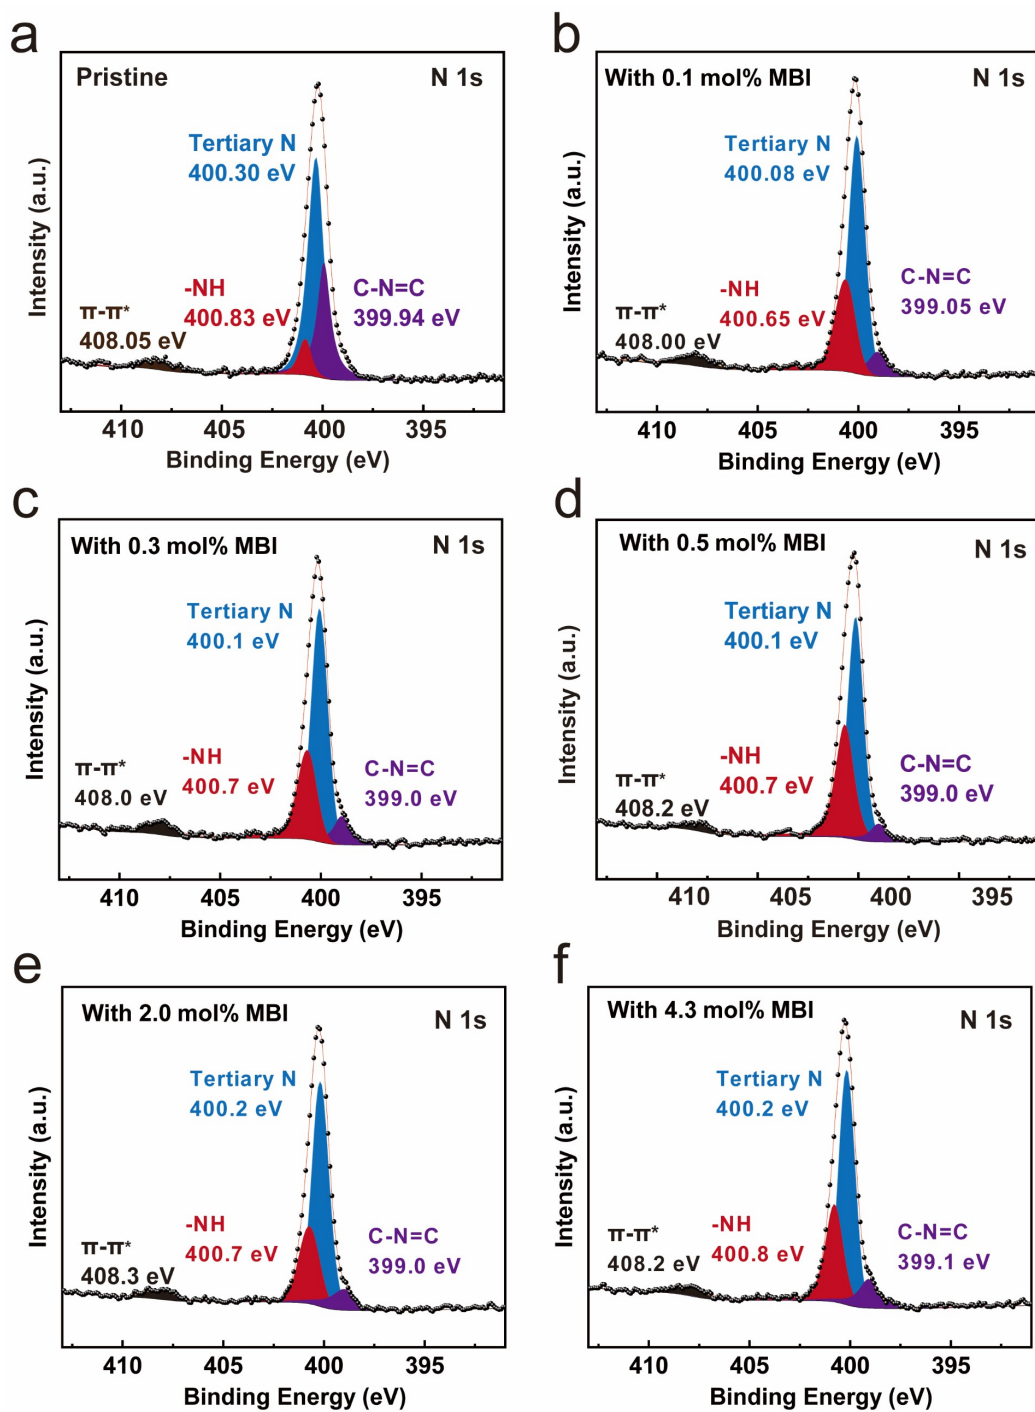 a
Pristine
N 1s
Tertiary N
400.30 eV
-NH
400.83 eV
C-N=C
399.94 eV
π-π*
408.05 eV
Intensity (a.u.)
410 405 400 395
Binding Energy (eV)
b
With 0.1 mol% MBI
N 1s
Tertiary N
400.08 eV
-NH
400.65 eV
C-N=C
399.05 eV
π-π*
408.00 eV
Intensity (a.u.)
410 405 400 395
Binding Energy (eV)
c
With 0.3 mol% MBI
N 1s
Tertiary N
400.1 eV
-NH
400.7 eV
C-N=C
399.0 eV
π-π*
408.0 eV
Intensity (a.u.)
410 405 400 395
Binding Energy (eV)
d
With 0.5 mol% MBI
N 1s
Tertiary N
400.1 eV
-NH
400.7 eV
C-N=C
399.0 eV
π-π*
408.2 eV
Intensity (a.u.)
410 405 400 395
Binding Energy (eV)
e
With 2.0 mol% MBI
N 1s
Tertiary N
400.2 eV
-NH
400.7 eV
C-N=C
399.0 eV
π-π*
408.3 eV
Intensity (a.u.)
410 405 400 395
Binding Energy (eV)
f
With 4.3 mol% MBI
N 1s
Tertiary N
400.2 eV
-NH
400.8 eV
C-N=C
399.1 eV
π-π*
408.2 eV
Intensity (a.u.)
410 405 400 395
Binding Energy (eV)